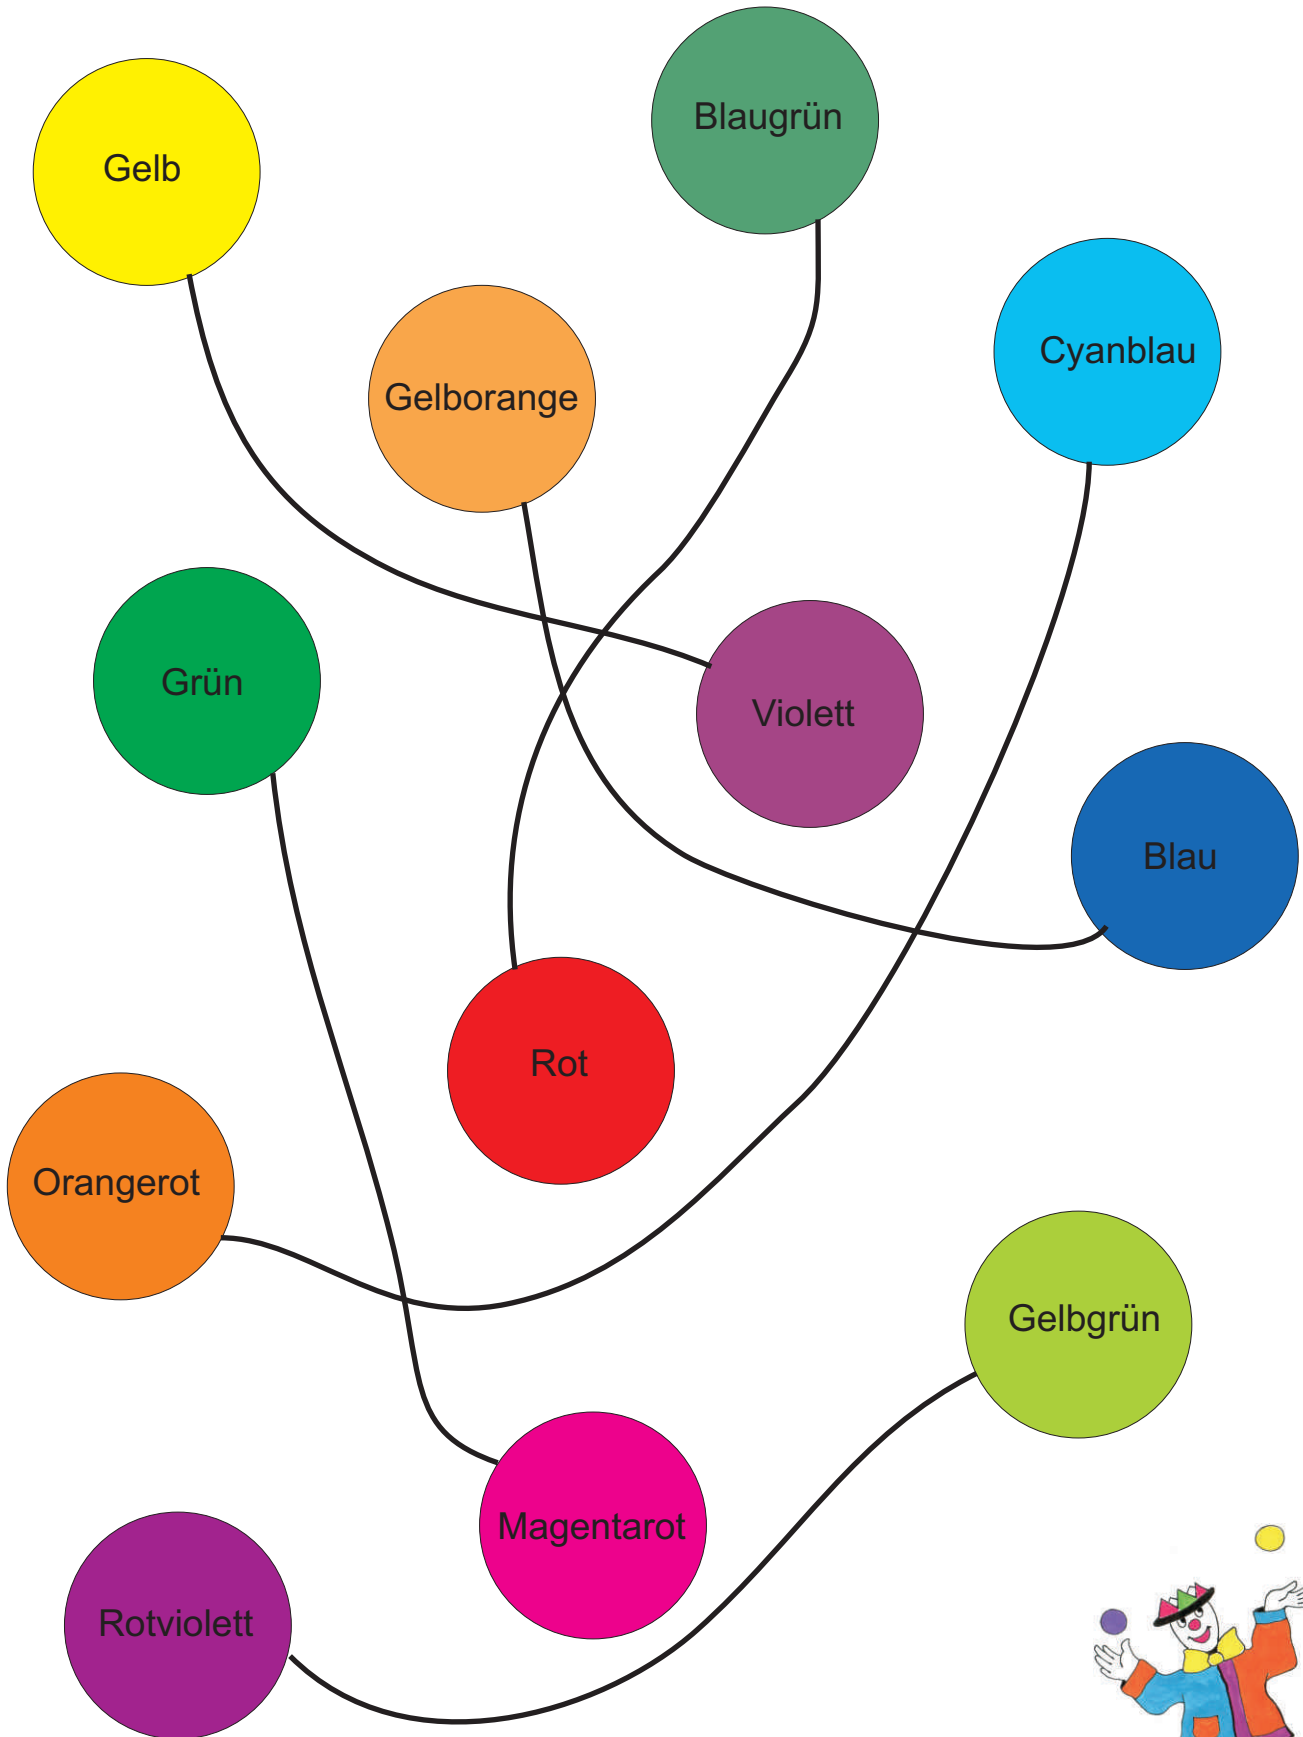 Blaugrün
Gelb
Cyanblau
Gelborange
Grün
Violett
Blau
Rot
Orangerot
Gelbgrün
Magentarot
Rotviolett